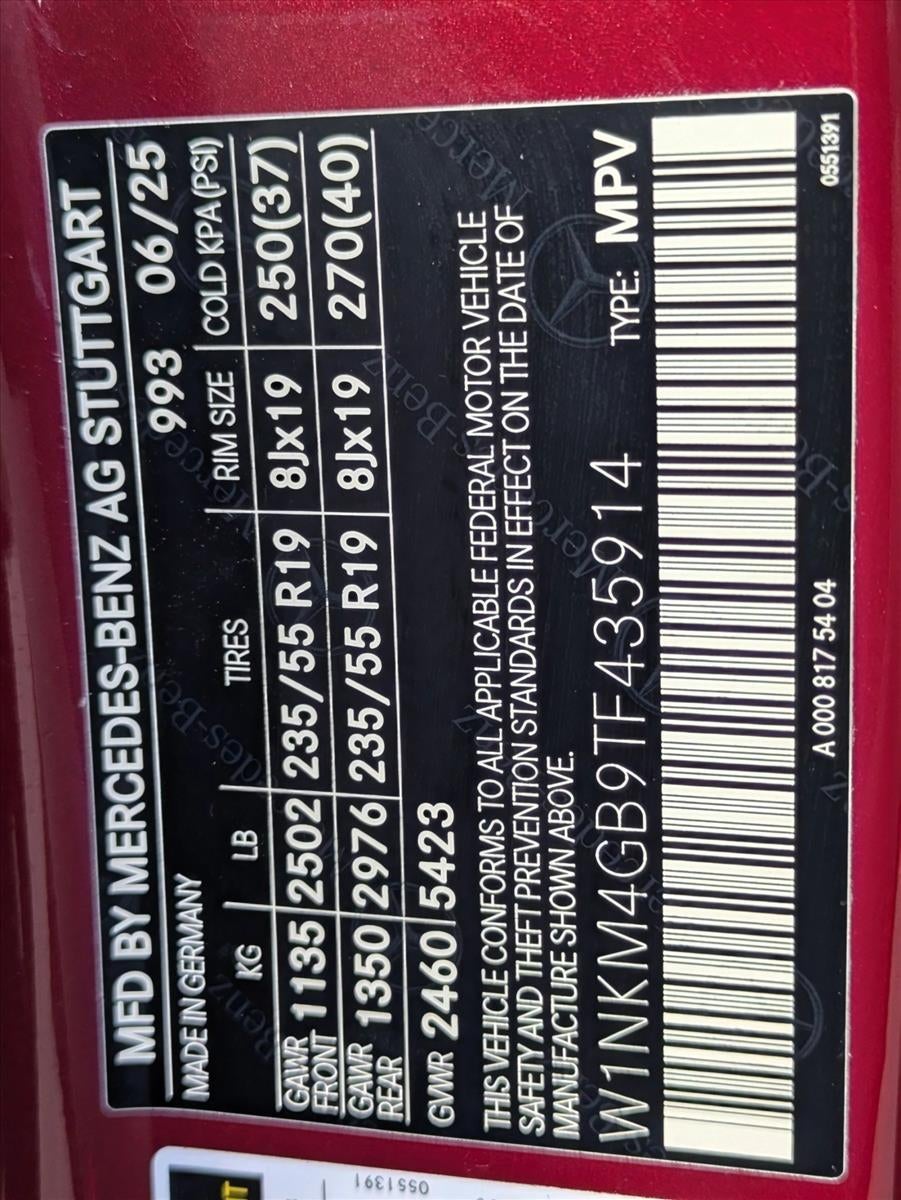 MFD BY MERCEDES-BENZ AG STUTTGART
MADE IN GERMANY 993 06/25
KG LB TIRES RIM SIZE COLD KPA(PSI)
GAWR FRONT 1135 2502 235/55 R19 8Jx19 250(37)
GAWR REAR 1350 2976 235/55 R19 8Jx19 270(40)
GVWR 2460 5423
THIS VEHICLE CONFORMS TO ALL APPLICABLE FEDERAL MOTOR VEHICLE
SAFETY AND THEFT PREVENTION STANDARDS IN EFFECT ON THE DATE OF
MANUFACTURE SHOWN ABOVE.
W1NKM4GB9TF435914 TYPE: MPV
A 000 817 54 04 0551391
0551391